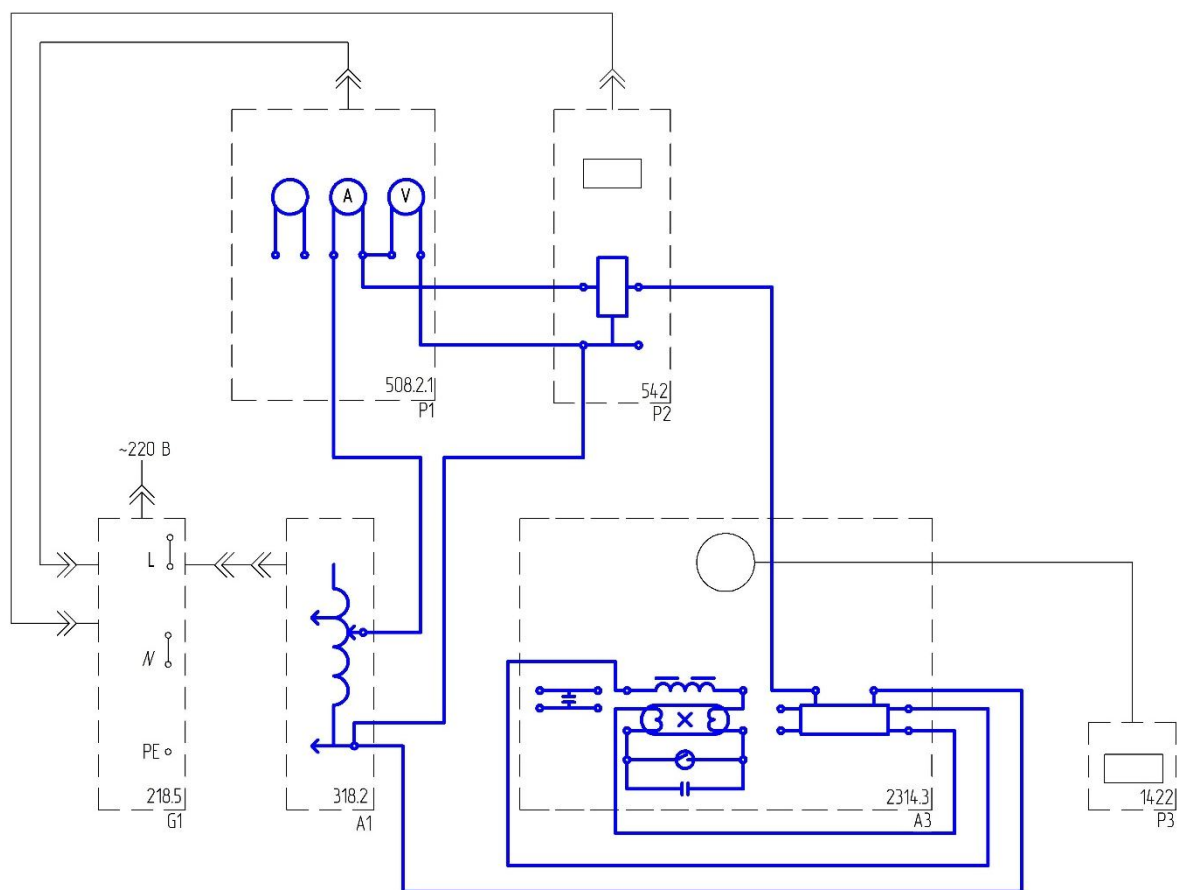 A
V
508.2.1
P1
542
P2
~220 В
L
N
PE
218.5
G1
318.2
A1
2314.3
A3
1422
P3